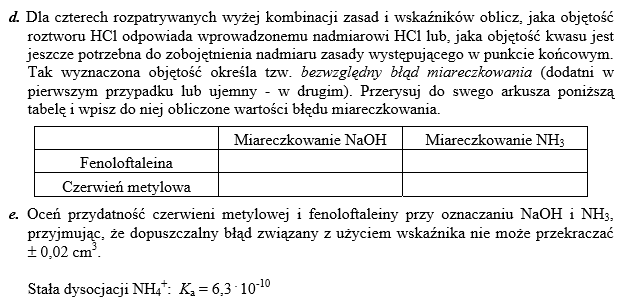 d. Dla czterech rozpatrywanych wyżej kombinacji zasad i wskaźników oblicz, jaka objętość
roztworu HCl odpowiada wprowadzonemu nadmiarowi HCl lub, jaka objętość kwasu jest
jeszcze potrzebna do zobojętnienia nadmiaru zasady występującego w punkcie końcowym.
Tak wyznaczona objętość określa tzw. bezwzględny błąd miareczkowania (dodatni w
pierwszym przypadku lub ujemny - w drugim). Przerysuj do swego arkusza poniższą
tabelę i wpisz do niej obliczone wartości błędu miareczkowania.
Miareczkowanie NaOH Miareczkowanie NH₃
Fenoloftaleina
Czerwień metylowa
e. Oceń przydatność czerwieni metylowej i fenoloftaleiny przy oznaczaniu NaOH i NH₃,
przyjmując, że dopuszczalny błąd związany z użyciem wskaźnika nie może przekraczać
± 0,02 cm³.
Stała dysocjacji NH₄⁺: Kₐ = 6,3·10⁻¹⁰